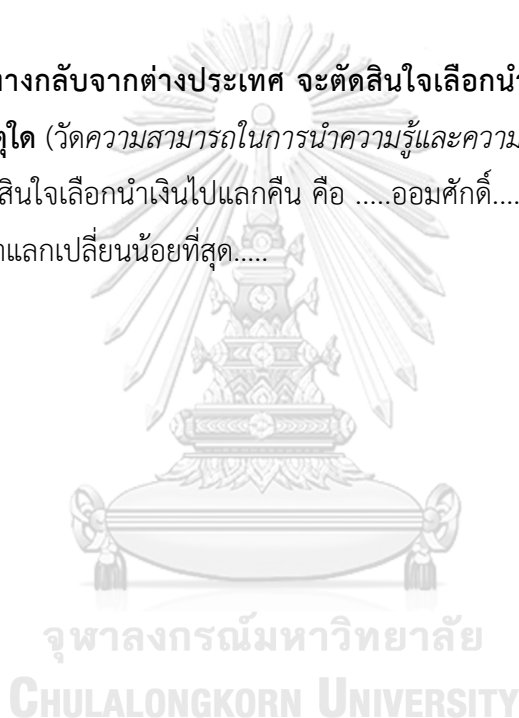 ทางกลับจากต่างประเทศ จะตัดสินใจเลือกนำ
ุใด (วัดความสามารถในการนำความรู้และความ
สินใจเลือกนำเงินไปแลกคืน คือ .....ออมศักดิ์....
าแลกเปลี่ยนน้อยที่สุด.....
จุฬาลงกรณ์มหาวิทยาลัย
CHULALONGKORN UNIVERSITY